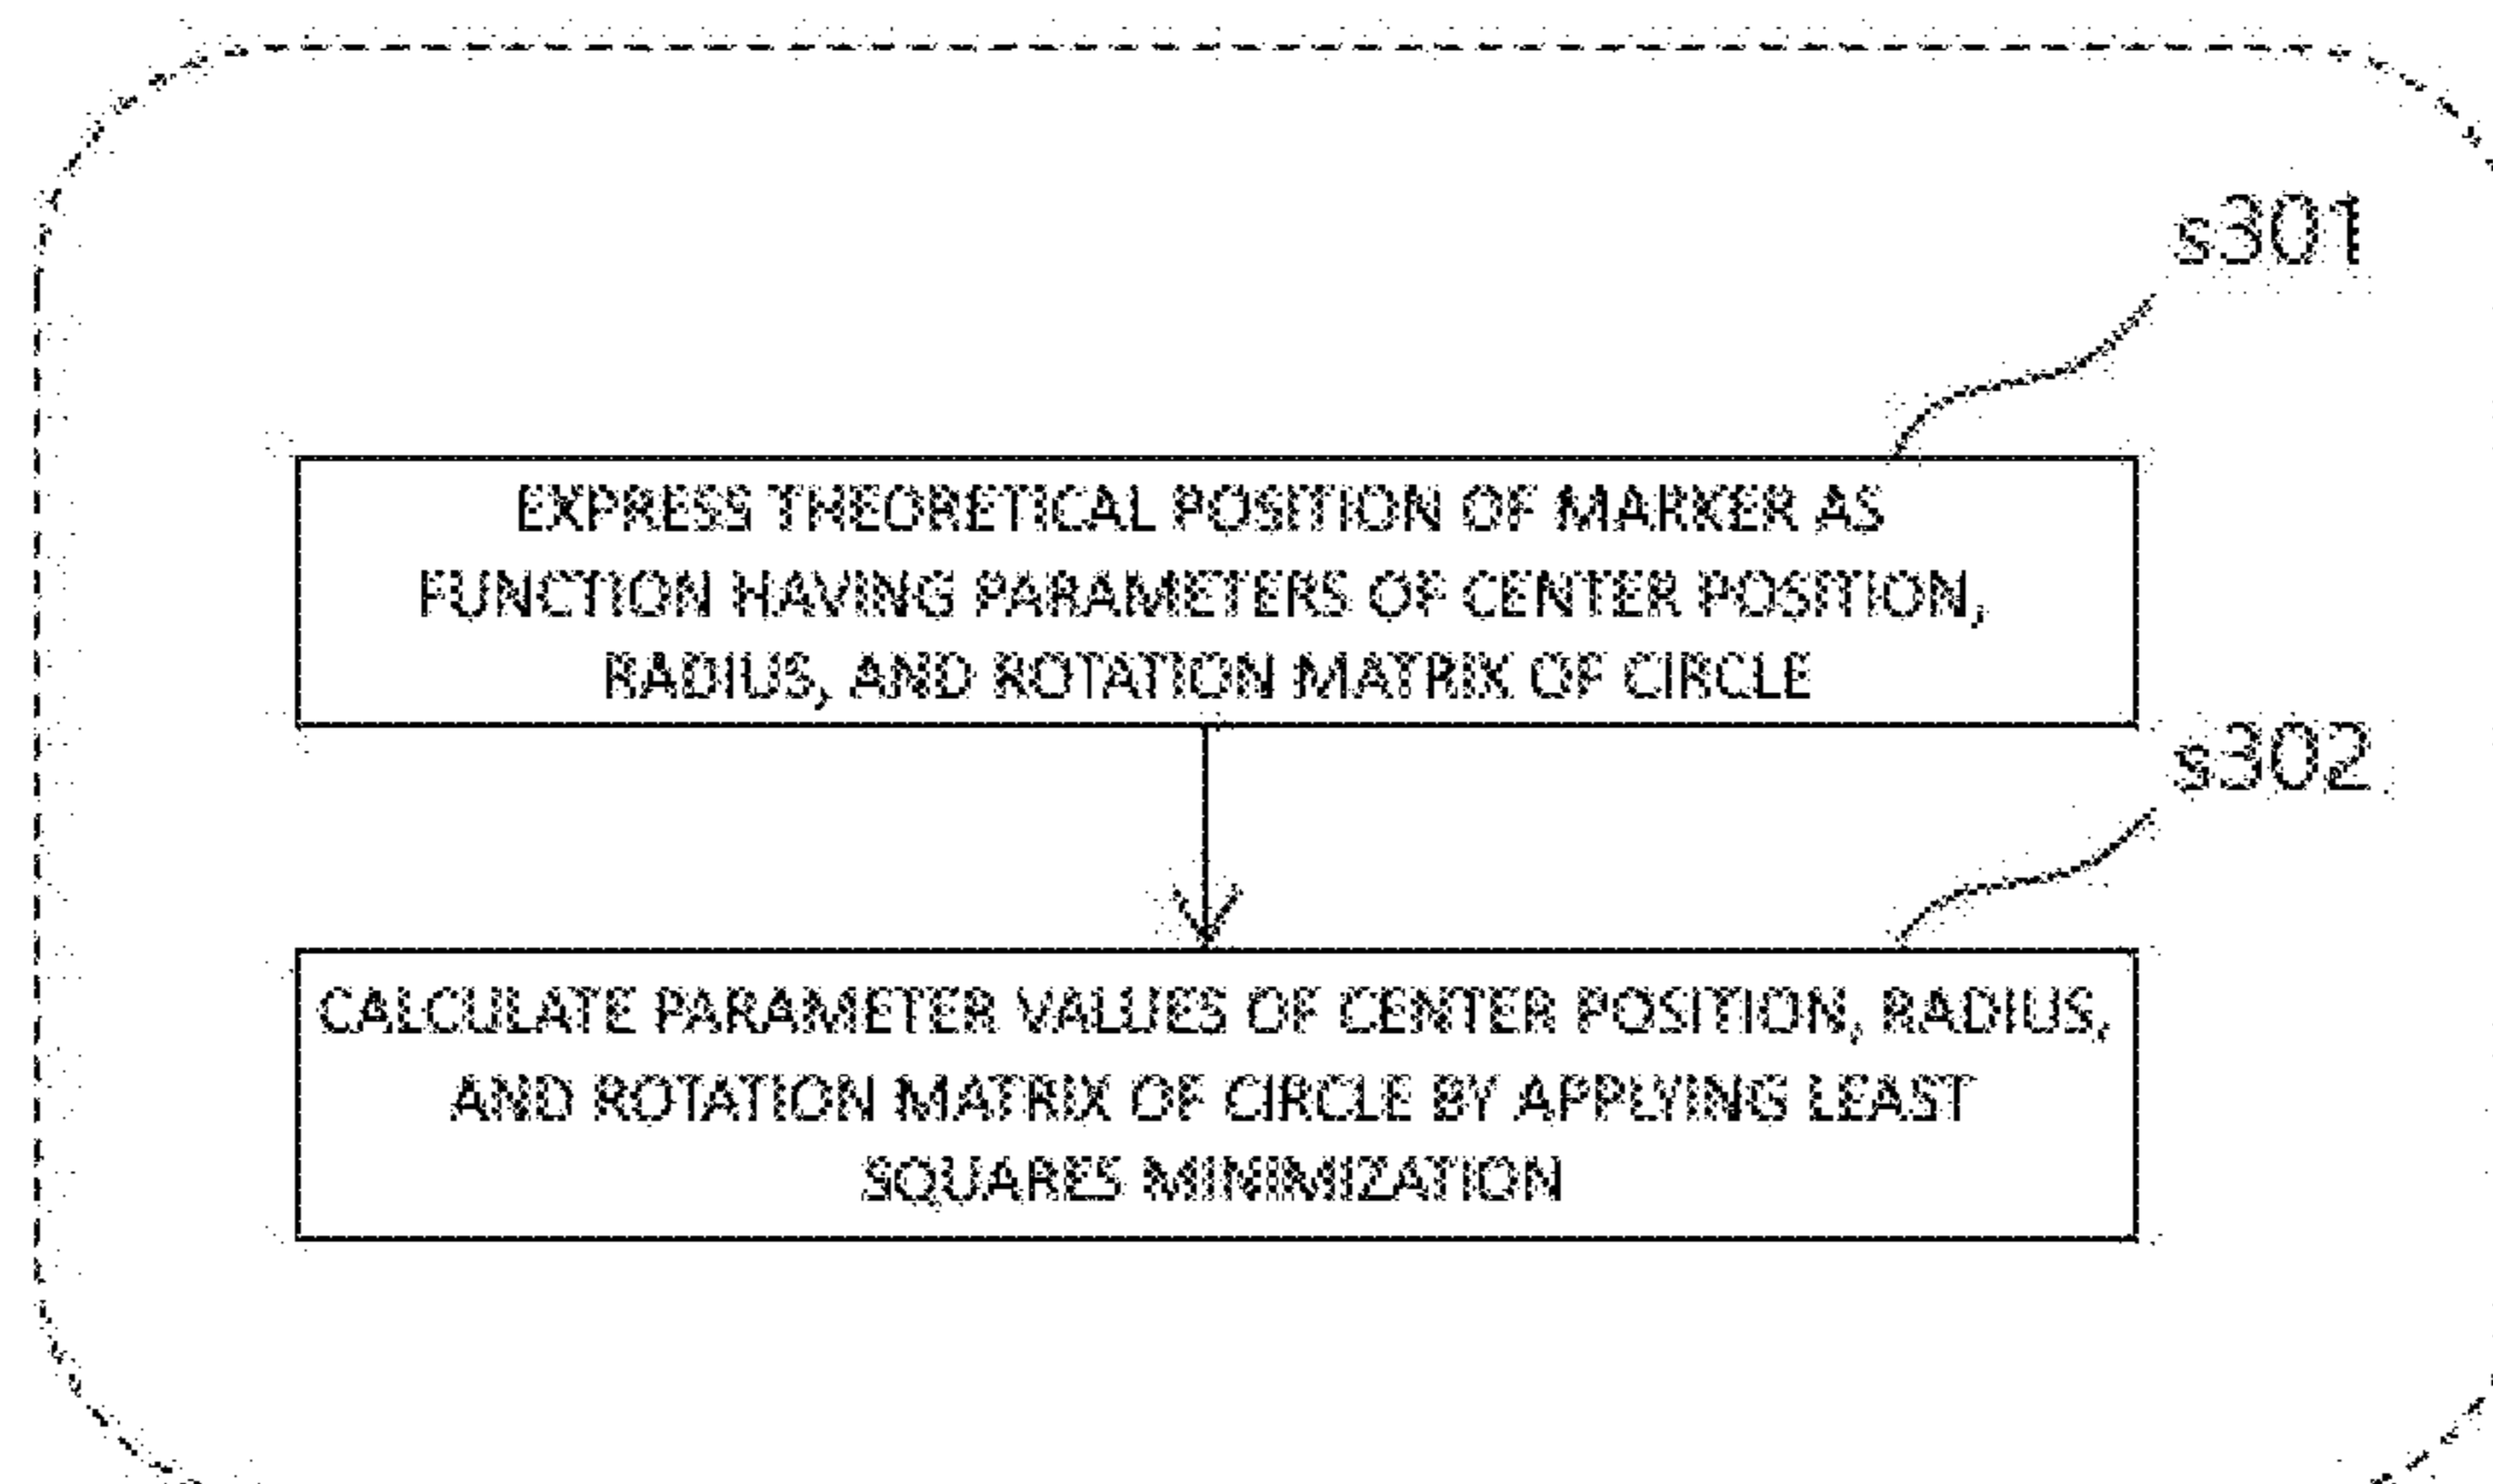 s301
EXPRESS THEORETICAL POSITION OF MARKER AS
FUNCTION HAVING PARAMETERS OF CENTER POSITION,
RADIUS, AND ROTATION MATRIX OF CIRCLE
s302
CALCULATE PARAMETER VALUES OF CENTER POSITION, RADIUS,
AND ROTATION MATRIX OF CIRCLE BY APPLYING LEAST
SQUARES MINIMIZATION